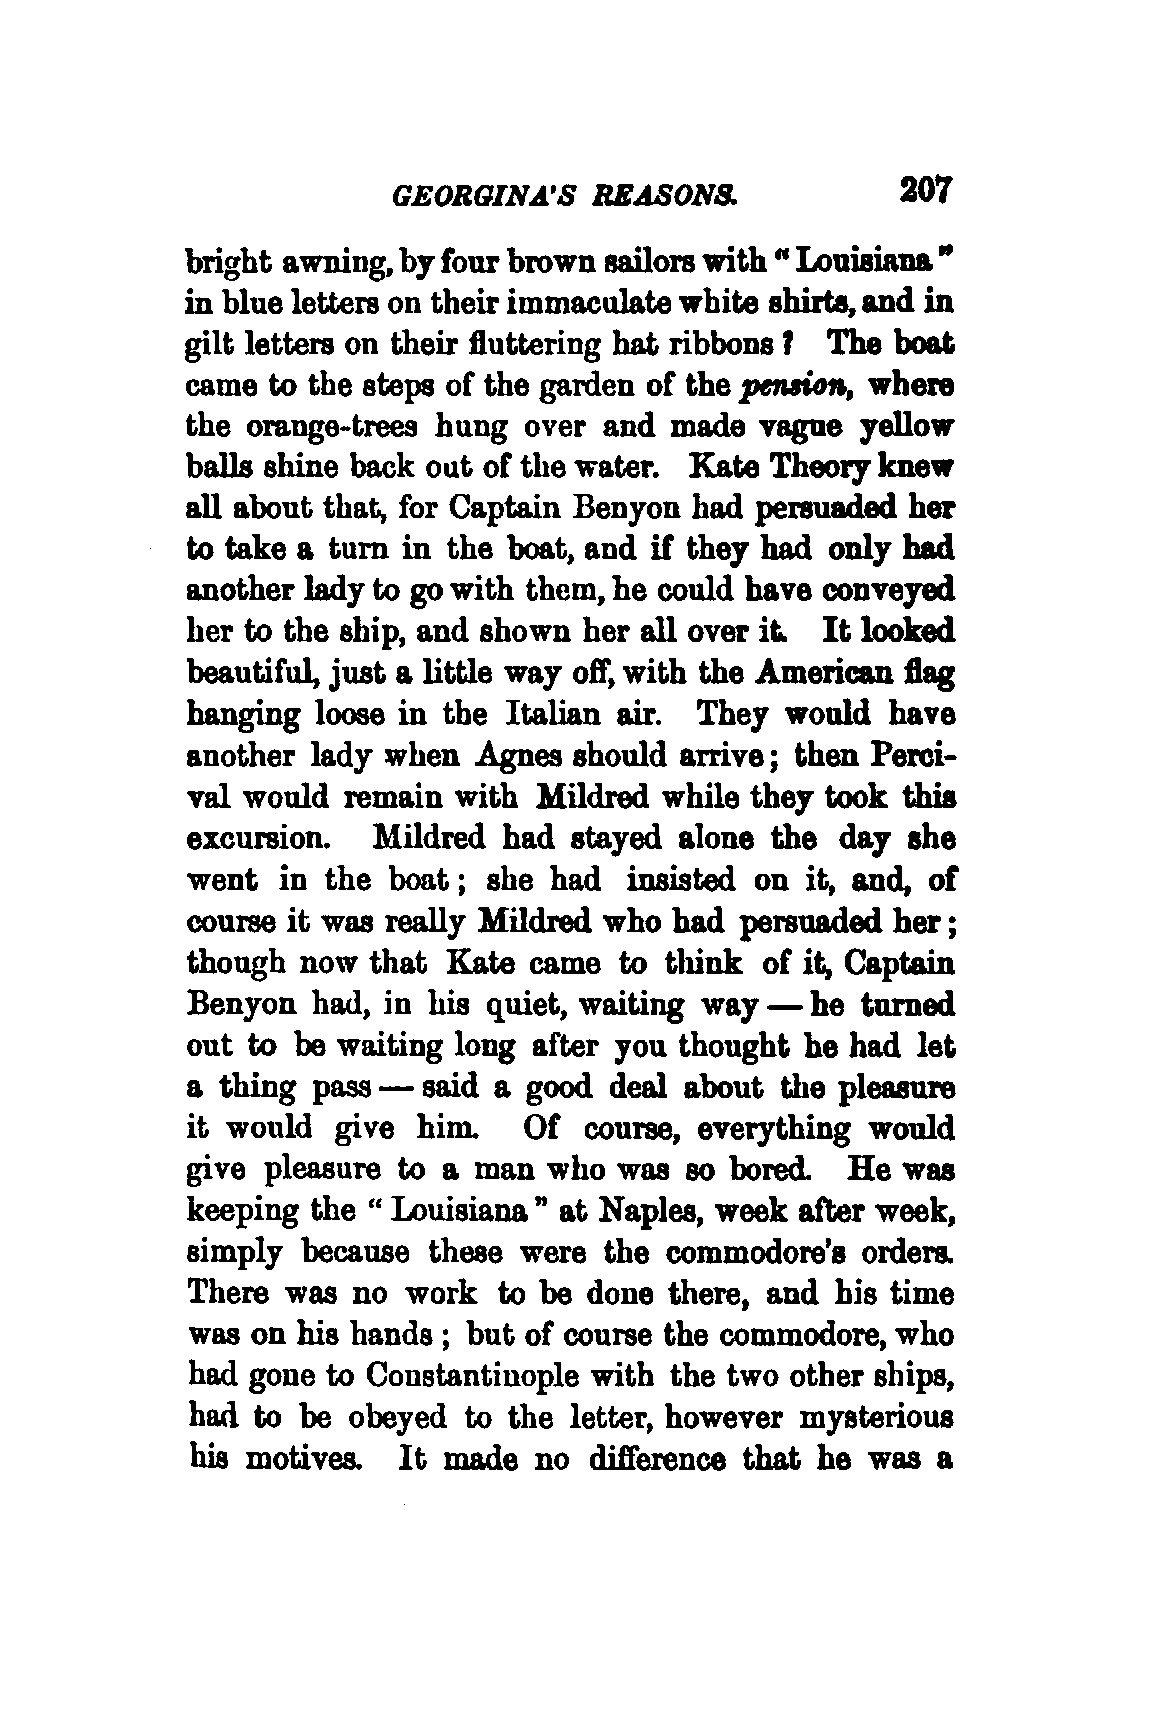 GEORGINA'S REASONS. 207
bright awning, by four brown sailors with “Louisiana”
in blue letters on their immaculate white shirts, and in
gilt letters on their fluttering hat ribbons? The boat
came to the steps of the garden of the pension, where
the orange-trees hung over and made vague yellow
balls shine back out of the water. Kate Theory knew
all about that, for Captain Benyon had persuaded her
to take a turn in the boat, and if they had only had
another lady to go with them, he could have conveyed
her to the ship, and shown her all over it. It looked
beautiful, just a little way off, with the American flag
hanging loose in the Italian air. They would have
another lady when Agnes should arrive; then Perci-
val would remain with Mildred while they took this
excursion. Mildred had stayed alone the day she
went in the boat; she had insisted on it, and, of
course it was really Mildred who had persuaded her;
though now that Kate came to think of it, Captain
Benyon had, in his quiet, waiting way — he turned
out to be waiting long after you thought he had let
a thing pass — said a good deal about the pleasure
it would give him. Of course, everything would
give pleasure to a man who was so bored. He was
keeping the “Louisiana” at Naples, week after week,
simply because these were the commodore's orders.
There was no work to be done there, and his time
was on his hands; but of course the commodore, who
had gone to Constantinople with the two other ships,
had to be obeyed to the letter, however mysterious
his motives. It made no difference that he was a